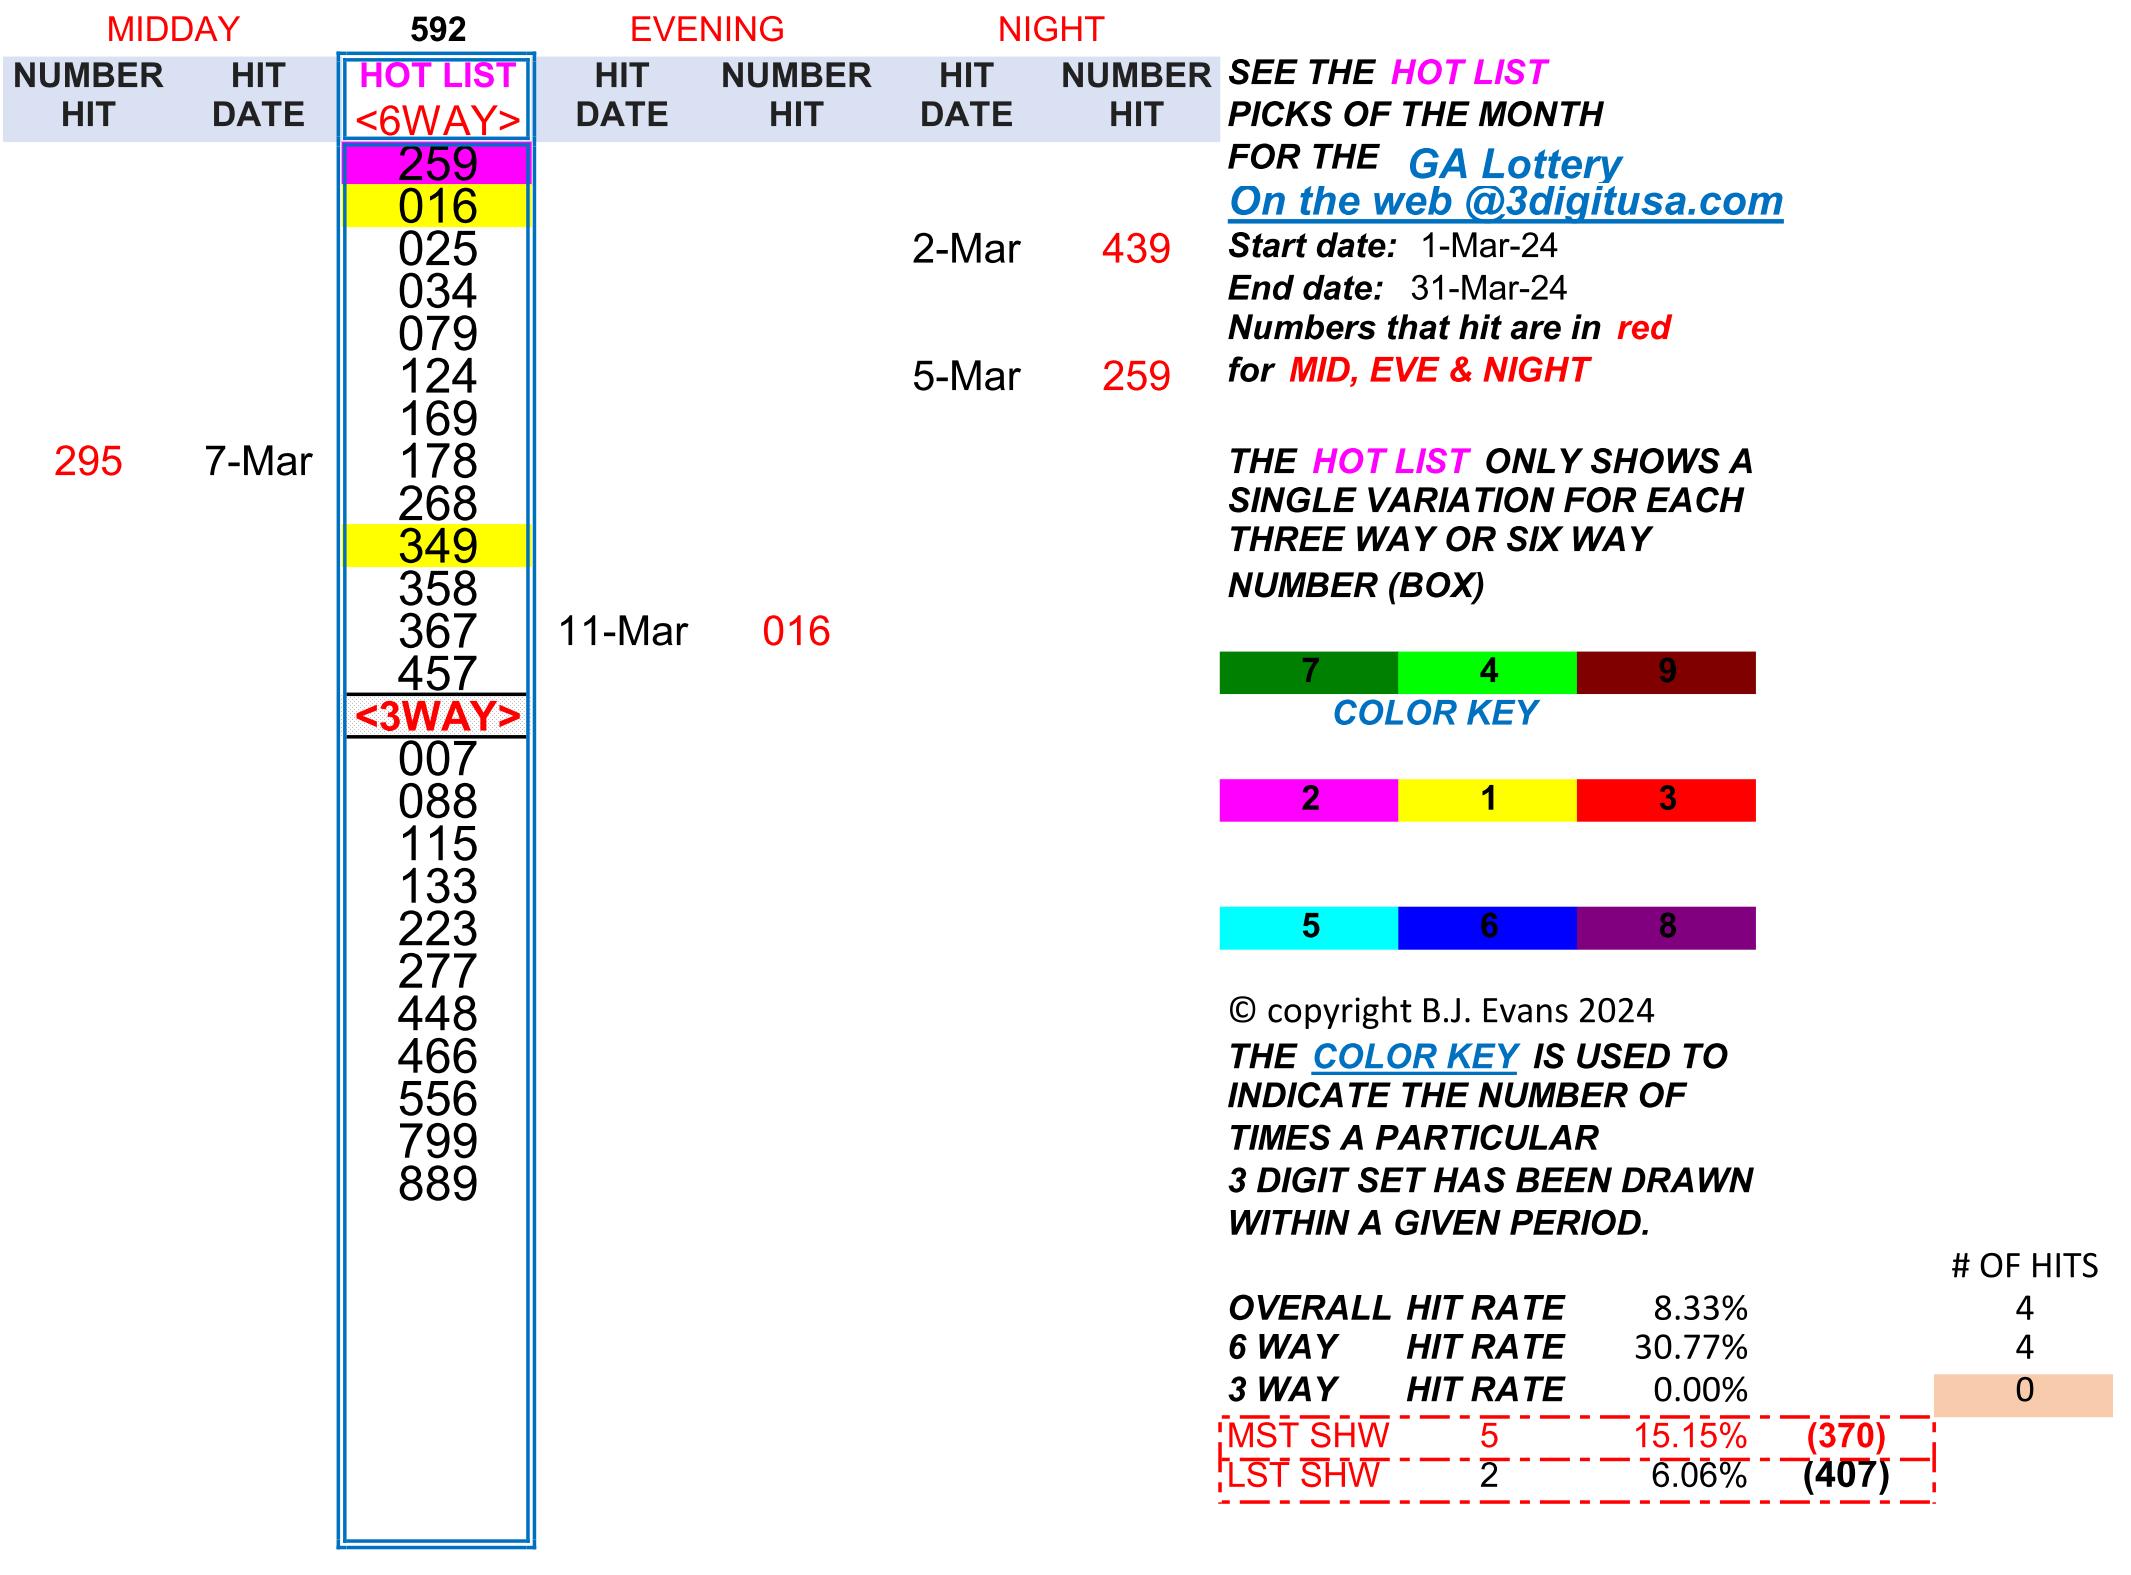 MIDDAY 592 EVENING NIGHT
NUMBER HIT HOT LIST HIT NUMBER HIT NUMBER SEE THE HOT LIST
HIT DATE <6WAY> DATE HIT DATE HIT PICKS OF THE MONTH
259 FOR THE GA Lottery
016 On the web @3digitusa.com
025 2-Mar 439 Start date: 1-Mar-24
034 End date: 31-Mar-24
079 Numbers that hit are in red
124 5-Mar 259 for MID, EVE & NIGHT
169
295 7-Mar 178 THE HOT LIST ONLY SHOWS A
268 SINGLE VARIATION FOR EACH
349 THREE WAY OR SIX WAY
358 NUMBER (BOX)
367 11-Mar 016
457 7 4 9
<3WAY> COLOR KEY
007
088 2 1 3
115
133
223 5 6 8
277
448 © copyright B.J. Evans 2024
466 THE COLOR KEY IS USED TO
556 INDICATE THE NUMBER OF
799 TIMES A PARTICULAR
889 3 DIGIT SET HAS BEEN DRAWN
WITHIN A GIVEN PERIOD.
# OF HITS
OVERALL HIT RATE 8.33% 4
6 WAY HIT RATE 30.77% 4
3 WAY HIT RATE 0.00% 0
MST SHW 5 15.15% (370)
LST SHW 2 6.06% (407)